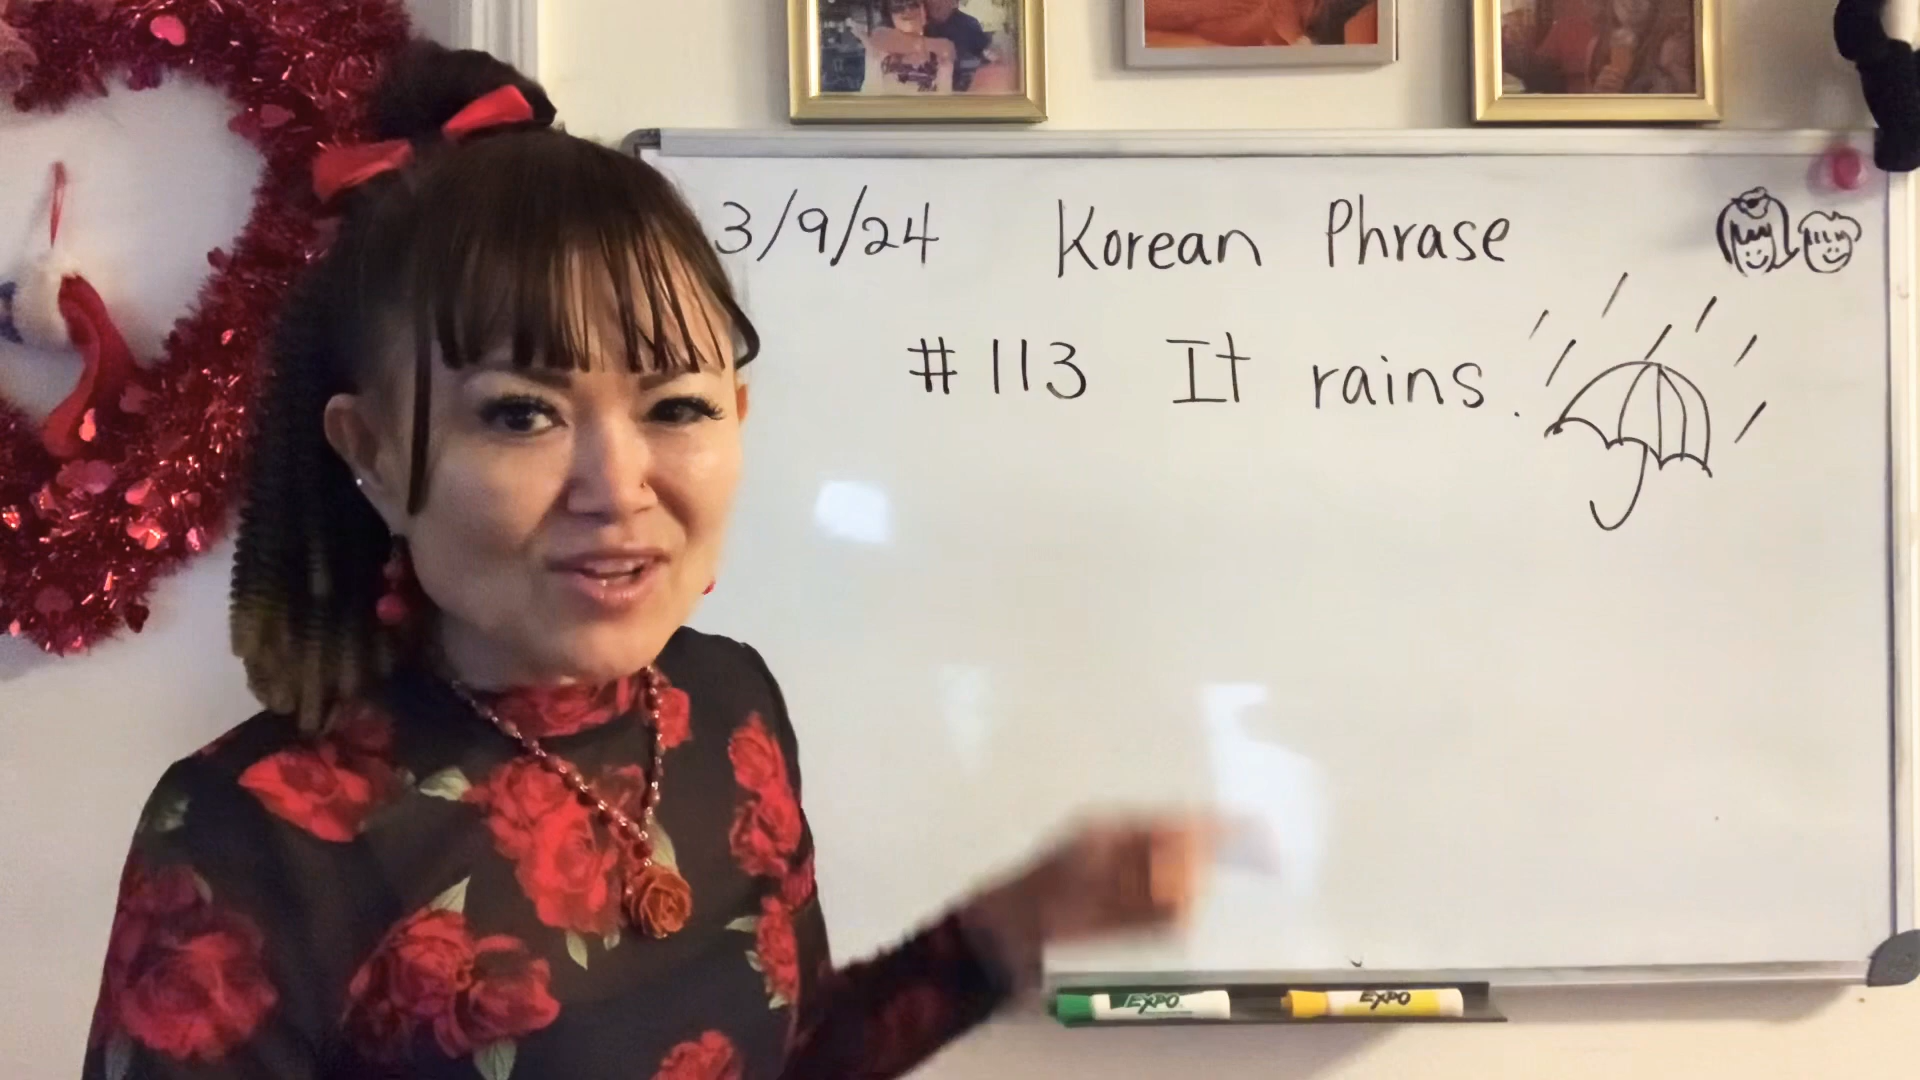 3/9/24 Korean Phrase
#113 It rains.
EXPO EXPO